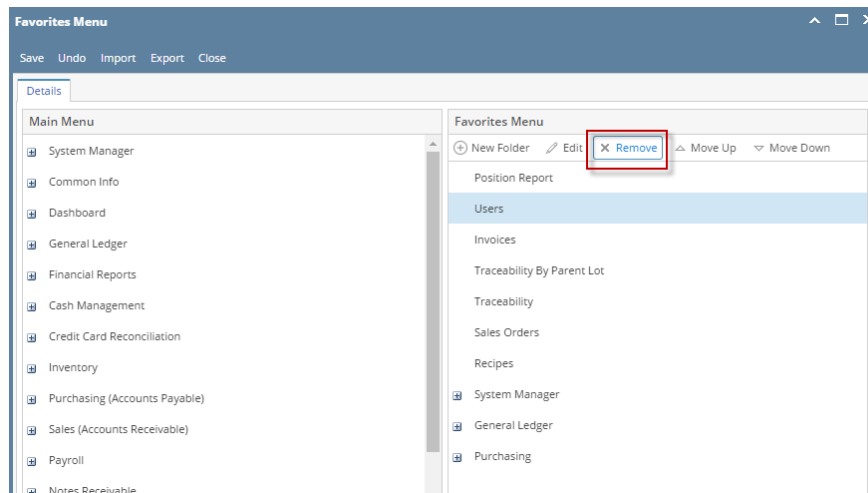 Favorites Menu
Save Undo Import Export Close
Details
Main Menu
System Manager
Common Info
Dashboard
General Ledger
Financial Reports
Cash Management
Credit Card Reconciliation
Inventory
Purchasing (Accounts Payable)
Sales (Accounts Receivable)
Payroll
Notes Receivable
Favorites Menu
New Folder Edit Remove Move Up Move Down
Position Report
Users
Invoices
Traceability By Parent Lot
Traceability
Sales Orders
Recipes
System Manager
General Ledger
Purchasing